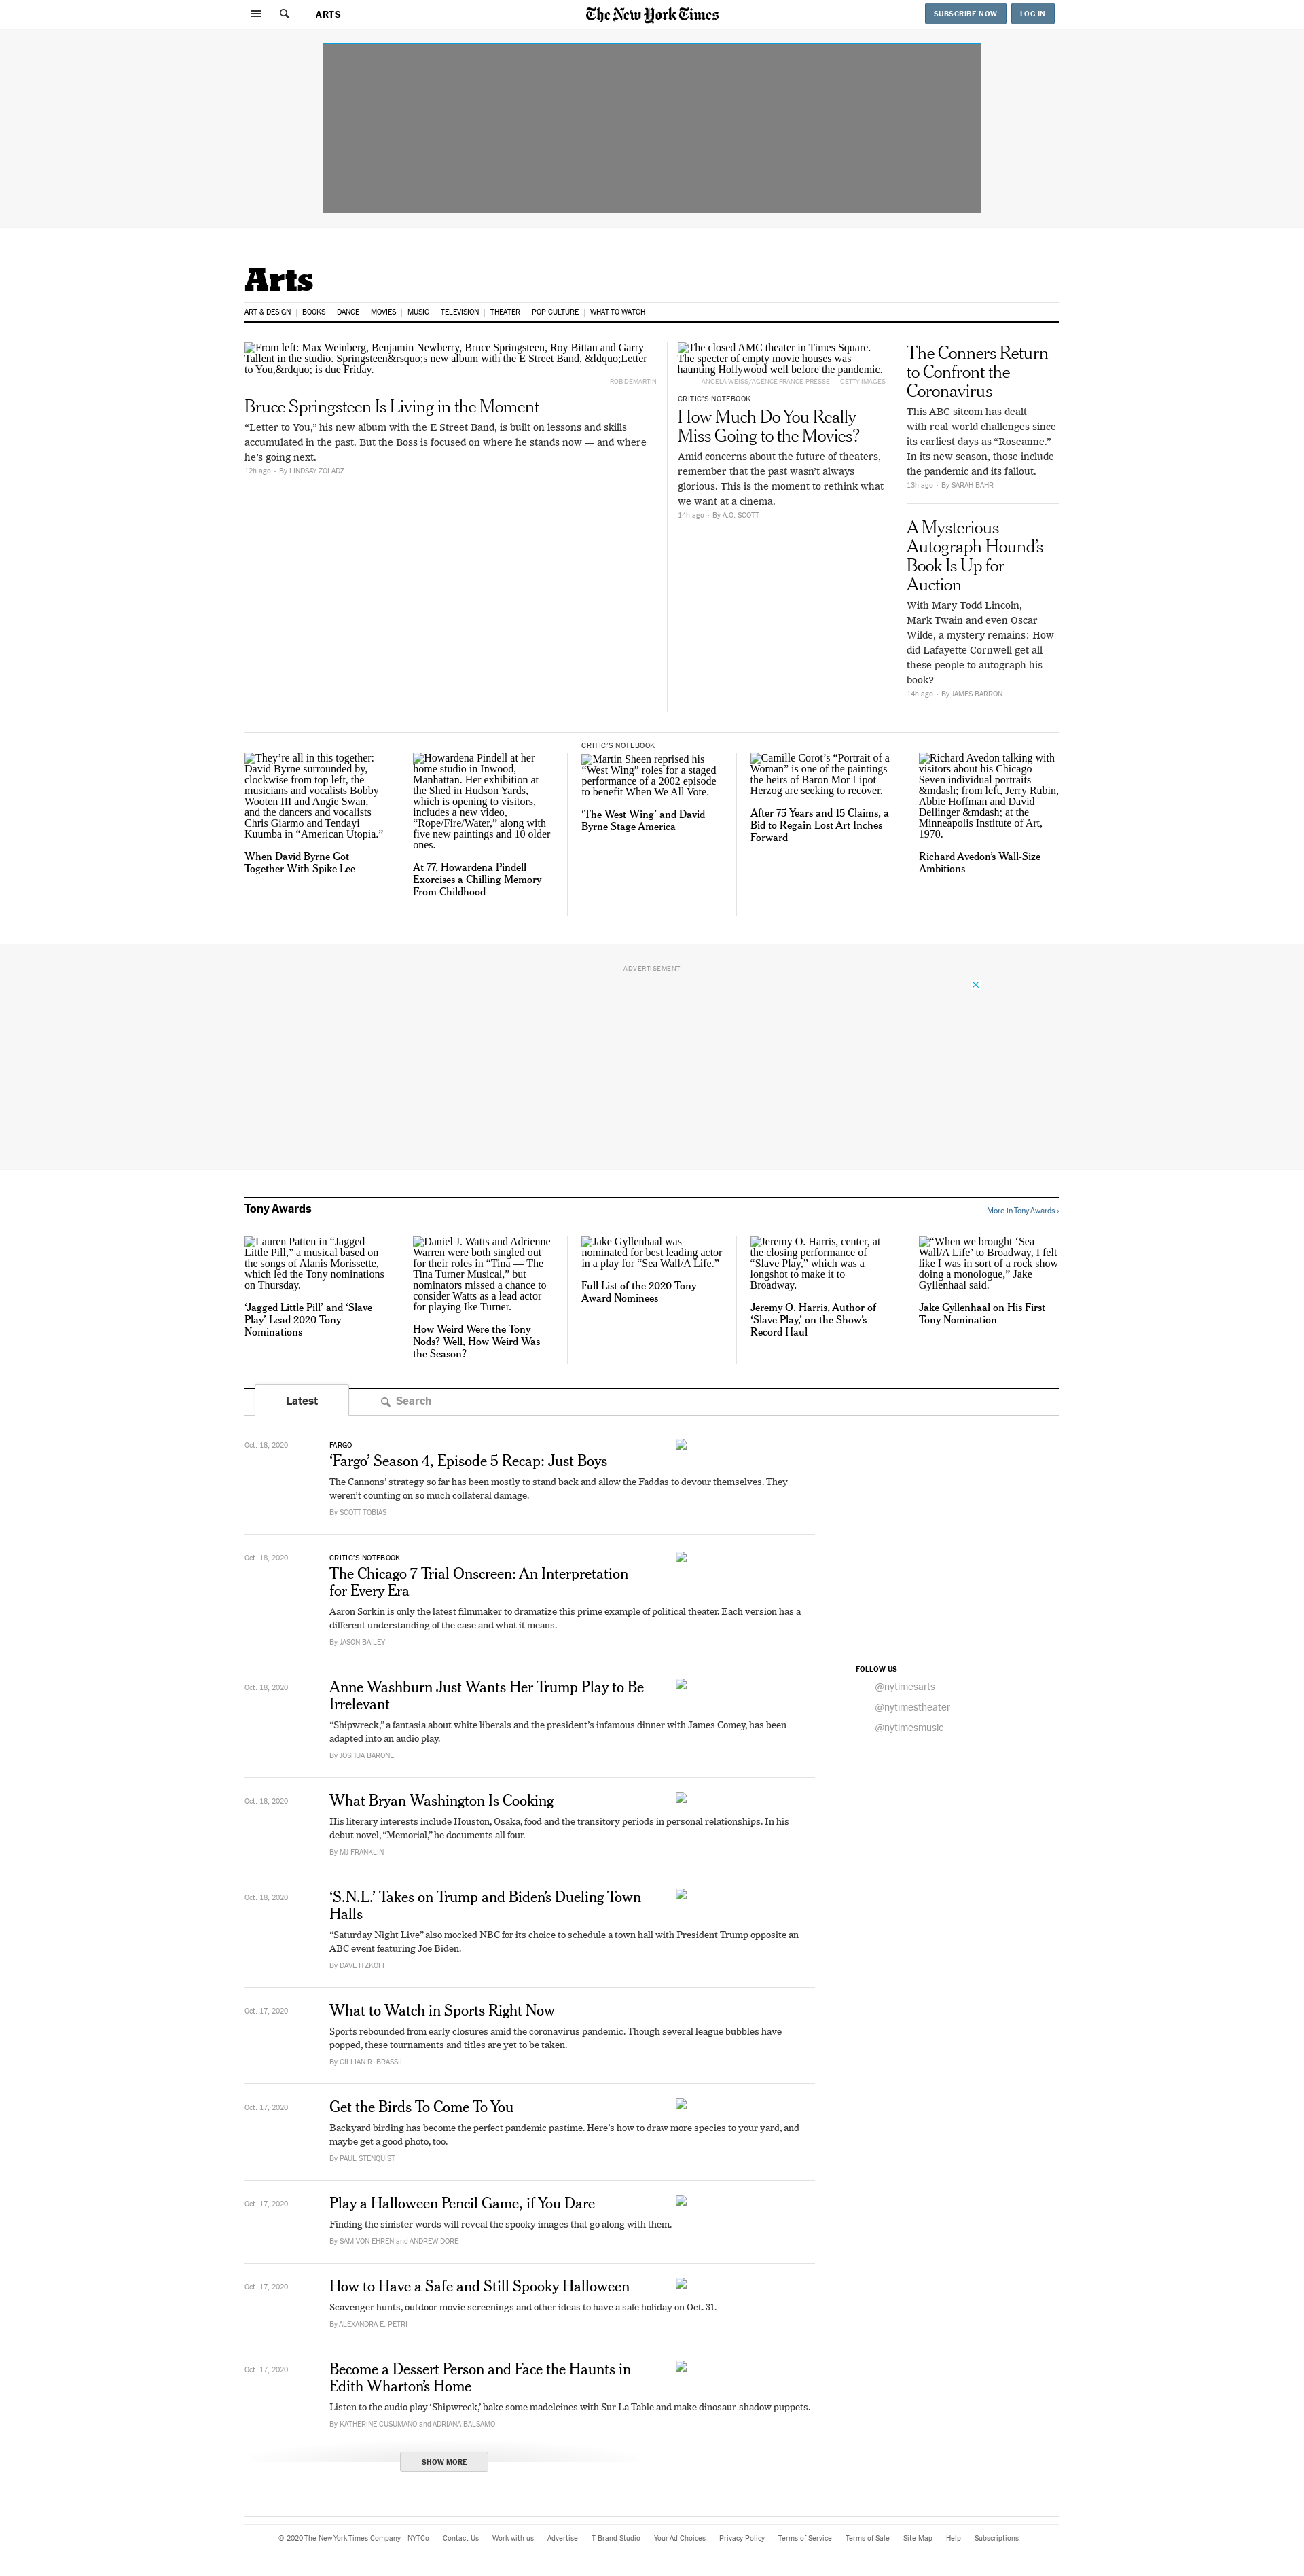 ARTS
The New York Times
SUBSCRIBE NOW
LOG IN
Arts
ART & DESIGN
BOOKS
DANCE
MOVIES
MUSIC
TELEVISION
THEATER
POP CULTURE
WHAT TO WATCH
From left: Max Weinberg, Benjamin Newberry, Bruce Springsteen, Roy Bittan and Garry
Tallent in the studio. Springsteen&rsquo;s new album with the E Street Band, &ldquo;Letter
to You,&rdquo; is due Friday.
ROB DEMARTIN
Bruce Springsteen Is Living in the Moment
“Letter to You,” his new album with the E Street Band, is built on lessons and skills
accumulated in the past. But the Boss is focused on where he stands now — and where
he’s going next.
12h ago - By LINDSAY ZOLADZ
The closed AMC theater in Times Square.
The specter of empty movie houses was
haunting Hollywood well before the pandemic.
ANGELA WEISS/AGENCE FRANCE-PRESSE — GETTY IMAGES
CRITIC’S NOTEBOOK
How Much Do You Really
Miss Going to the Movies?
Amid concerns about the future of theaters,
remember that the past wasn’t always
glorious. This is the moment to rethink what
we want at a cinema.
14h ago - By A.O. SCOTT
The Conners Return
to Confront the
Coronavirus
This ABC sitcom has dealt
with real-world challenges since
its earliest days as “Roseanne.”
In its new season, those include
the pandemic and its fallout.
13h ago - By SARAH BAHR
A Mysterious
Autograph Hound’s
Book Is Up for
Auction
With Mary Todd Lincoln,
Mark Twain and even Oscar
Wilde, a mystery remains: How
did Lafayette Cornwell get all
these people to autograph his
book?
14h ago - By JAMES BARRON
They’re all in this together:
David Byrne surrounded by,
clockwise from top left, the
musicians and vocalists Bobby
Wooten III and Angie Swan,
and the dancers and vocalists
Chris Giarmo and Tendayi
Kuumba in “American Utopia.”
When David Byrne Got
Together With Spike Lee
Howardena Pindell at her
home studio in Inwood,
Manhattan. Her exhibition at
the Shed in Hudson Yards,
which is opening to visitors,
includes a new video,
“Rope/Fire/Water,” along with
five new paintings and 10 older
ones.
At 77, Howardena Pindell
Exorcises a Chilling Memory
From Childhood
CRITIC’S NOTEBOOK
Martin Sheen reprised his
“West Wing” roles for a staged
performance of a 2002 episode
to benefit When We All Vote.
‘The West Wing’ and David
Byrne Stage America
Camille Corot’s “Portrait of a
Woman” is one of the paintings
the heirs of Baron Mor Lipot
Herzog are seeking to recover.
After 75 Years and 15 Claims, a
Bid to Regain Lost Art Inches
Forward
Richard Avedon talking with
visitors about his Chicago
Seven individual portraits
&mdash; from left, Jerry Rubin,
Abbie Hoffman and David
Dellinger &mdash; at the
Minneapolis Institute of Art,
1970.
Richard Avedon’s Wall-Size
Ambitions
ADVERTISEMENT
Tony Awards
More in Tony Awards ›
Lauren Patten in “Jagged
Little Pill,” a musical based on
the songs of Alanis Morissette,
which led the Tony nominations
on Thursday.
‘Jagged Little Pill’ and ‘Slave
Play’ Lead 2020 Tony
Nominations
Daniel J. Watts and Adrienne
Warren were both singled out
for their roles in “Tina — The
Tina Turner Musical,” but
nominators missed a chance to
consider Watts as a lead actor
for playing Ike Turner.
How Weird Were the Tony
Nods? Well, How Weird Was
the Season?
Jake Gyllenhaal was
nominated for best leading actor
in a play for “Sea Wall/A Life.”
Full List of the 2020 Tony
Award Nominees
Jeremy O. Harris, center, at
the closing performance of
“Slave Play,” which was a
longshot to make it to
Broadway.
Jeremy O. Harris, Author of
‘Slave Play,’ on the Show’s
Record Haul
“When we brought ‘Sea
Wall/A Life’ to Broadway, I felt
like I was in sort of a rock show
doing a monologue,” Jake
Gyllenhaal said.
Jake Gyllenhaal on His First
Tony Nomination
Latest
Search
Oct. 18, 2020
FARGO
‘Fargo’ Season 4, Episode 5 Recap: Just Boys
The Cannons’ strategy so far has been mostly to stand back and allow the Faddas to devour themselves. They
weren’t counting on so much collateral damage.
By SCOTT TOBIAS
Oct. 18, 2020
CRITIC’S NOTEBOOK
The Chicago 7 Trial Onscreen: An Interpretation
for Every Era
Aaron Sorkin is only the latest filmmaker to dramatize this prime example of political theater. Each version has a
different understanding of the case and what it means.
By JASON BAILEY
Oct. 18, 2020
Anne Washburn Just Wants Her Trump Play to Be
Irrelevant
“Shipwreck,” a fantasia about white liberals and the president’s infamous dinner with James Comey, has been
adapted into an audio play.
By JOSHUA BARONE
Oct. 18, 2020
What Bryan Washington Is Cooking
His literary interests include Houston, Osaka, food and the transitory periods in personal relationships. In his
debut novel, “Memorial,” he documents all four.
By MJ FRANKLIN
Oct. 18, 2020
‘S.N.L.’ Takes on Trump and Biden’s Dueling Town
Halls
“Saturday Night Live” also mocked NBC for its choice to schedule a town hall with President Trump opposite an
ABC event featuring Joe Biden.
By DAVE ITZKOFF
Oct. 17, 2020
What to Watch in Sports Right Now
Sports rebounded from early closures amid the coronavirus pandemic. Though several league bubbles have
popped, these tournaments and titles are yet to be taken.
By GILLIAN R. BRASSIL
Oct. 17, 2020
Get the Birds To Come To You
Backyard birding has become the perfect pandemic pastime. Here’s how to draw more species to your yard, and
maybe get a good photo, too.
By PAUL STENQUIST
Oct. 17, 2020
Play a Halloween Pencil Game, if You Dare
Finding the sinister words will reveal the spooky images that go along with them.
By SAM VON EHREN and ANDREW DORE
Oct. 17, 2020
How to Have a Safe and Still Spooky Halloween
Scavenger hunts, outdoor movie screenings and other ideas to have a safe holiday on Oct. 31.
By ALEXANDRA E. PETRI
Oct. 17, 2020
Become a Dessert Person and Face the Haunts in
Edith Wharton’s Home
Listen to the audio play ‘Shipwreck,’ bake some madeleines with Sur La Table and make dinosaur-shadow puppets.
By KATHERINE CUSUMANO and ADRIANA BALSAMO
SHOW MORE
FOLLOW US
@nytimesarts
@nytimestheater
@nytimesmusic
© 2020 The New York Times Company
NYTCo
Contact Us
Work with us
Advertise
T Brand Studio
Your Ad Choices
Privacy Policy
Terms of Service
Terms of Sale
Site Map
Help
Subscriptions